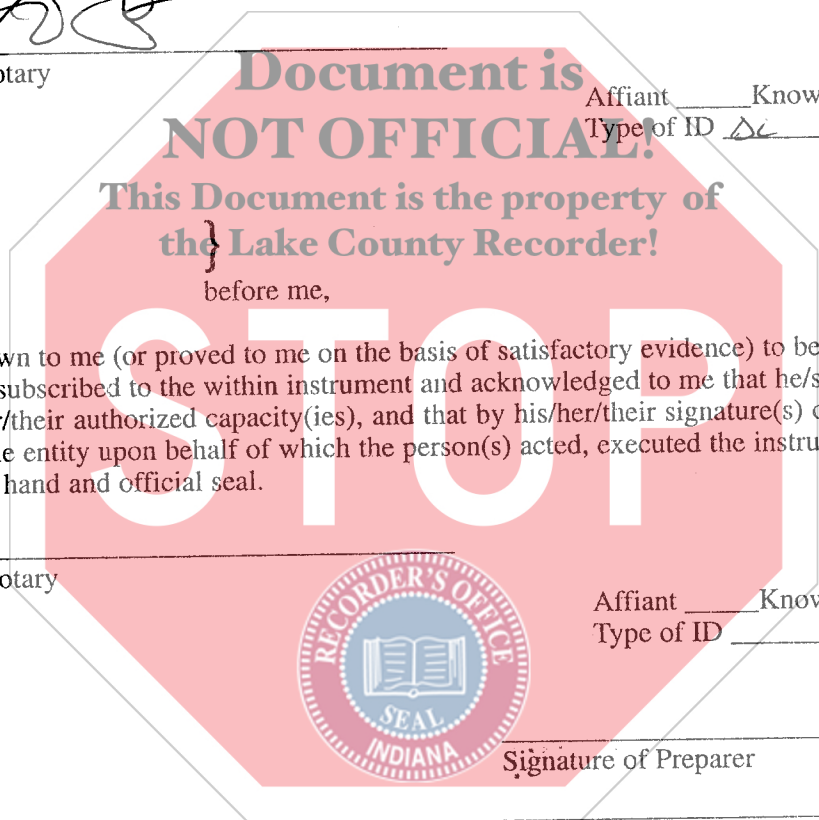 otary
Document is
Affiant ______Know
NOT OFFICIAL!
Type of ID DL
This Document is the property of
the Lake County Recorder!
}
before me,
STOP
wn to me (or proved to me on the basis of satisfactory evidence) to be
subscribed to the within instrument and acknowledged to me that he/s
r/their authorized capacity(ies), and that by his/her/their signature(s) o
e entity upon behalf of which the person(s) acted, executed the instru
hand and official seal.
otary
Affiant ______Know
Type of ID ______
RECORDER'S OFFICE
SEAL
INDIANA
Signature of Preparer